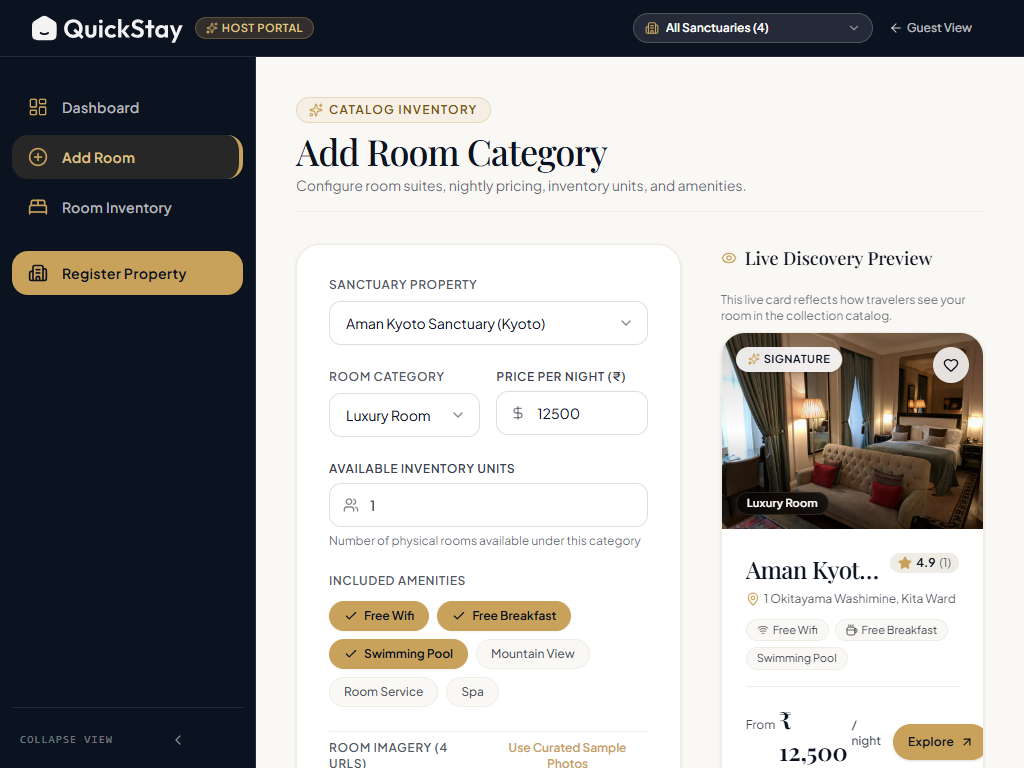 QuickStay
HOST PORTAL
All Sanctuaries (4)
Guest View
Dashboard
Add Room
Room Inventory
Register Property
COLLAPSE VIEW
CATALOG INVENTORY
Add Room Category
Configure room suites, nightly pricing, inventory units, and amenities.
SANCTUARY PROPERTY
Aman Kyoto Sanctuary (Kyoto)
ROOM CATEGORY
Luxury Room
PRICE PER NIGHT (₹)
$ 12500
AVAILABLE INVENTORY UNITS
1
Number of physical rooms available under this category
INCLUDED AMENITIES
Free Wifi
Free Breakfast
Swimming Pool
Mountain View
Room Service
Spa
ROOM IMAGERY (4
URLS)
Use Curated Sample
Photos
Live Discovery Preview
This live card reflects how travelers see your
room in the collection catalog.
SIGNATURE
Luxury Room
Aman Kyot...
4.9 (1)
1 Okitayama Washimine, Kita Ward
Free Wifi
Free Breakfast
Swimming Pool
From ₹
12,500
/
night
Explore